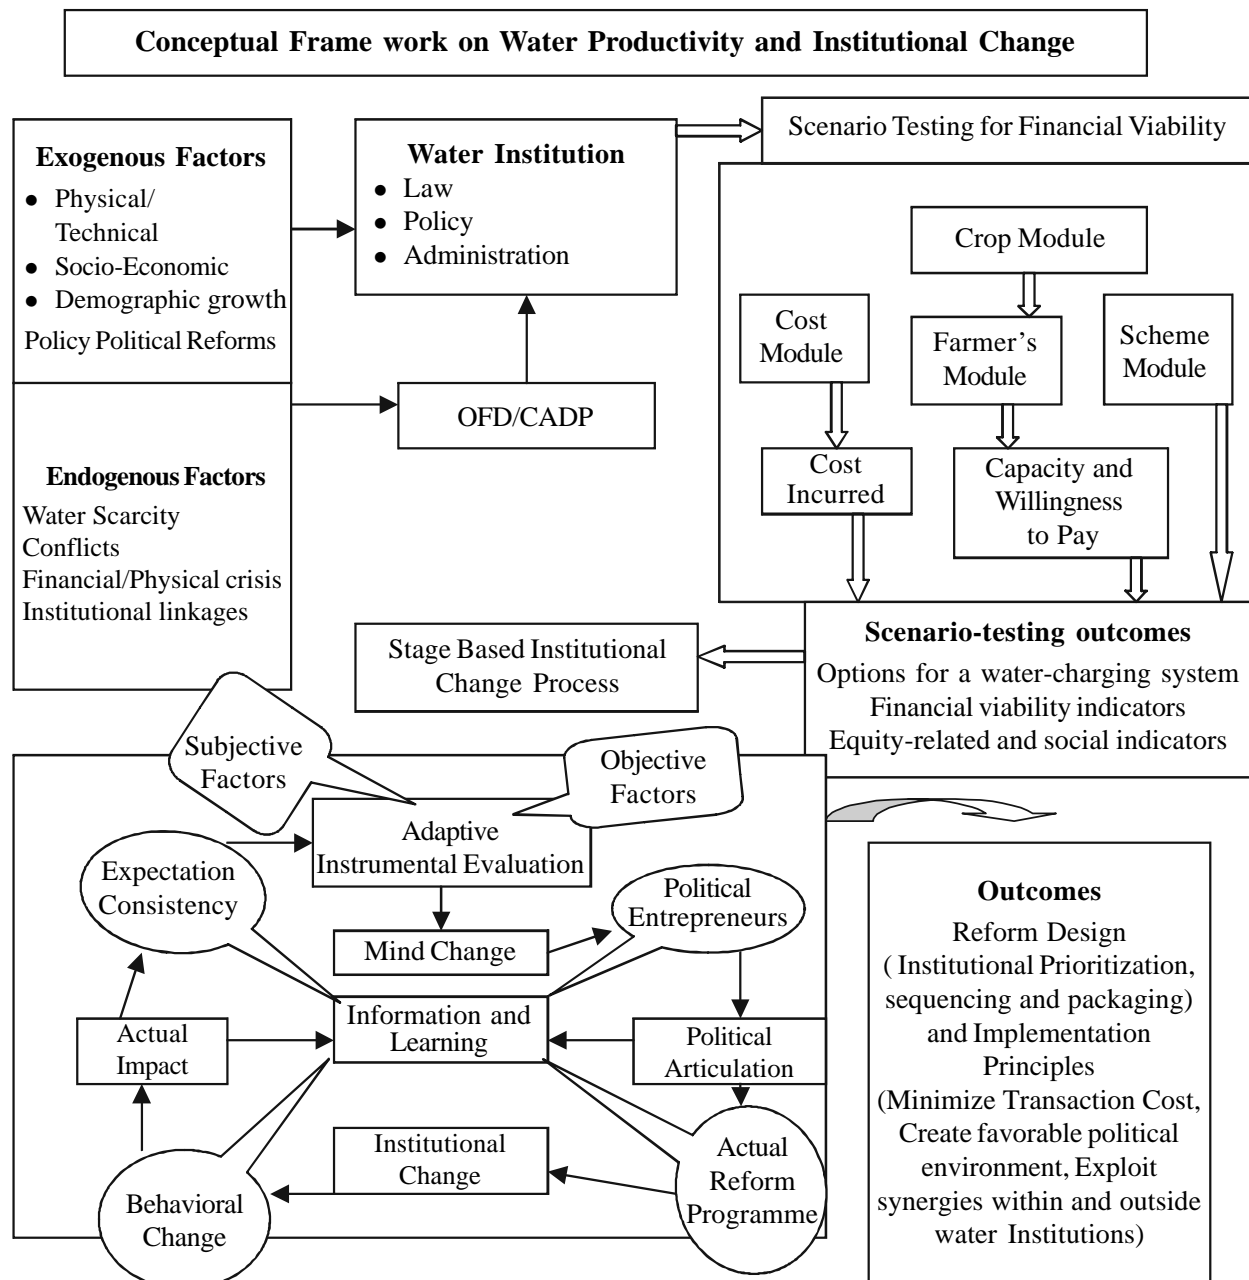 Conceptual Frame work on Water Productivity and Institutional Change
Exogenous Factors
● Physical/
Technical
● Socio-Economic
● Demographic growth
Policy Political Reforms
Endogenous Factors
Water Scarcity
Conflicts
Financial/Physical crisis
Institutional linkages
Water Institution
● Law
● Policy
● Administration
OFD/CADP
Scenario Testing for Financial Viability
Crop Module
Cost
Module
Farmer’s
Module
Scheme
Module
Cost
Incurred
Capacity and
Willingness
to Pay
Scenario-testing outcomes
Options for a water-charging system
Financial viability indicators
Equity-related and social indicators
Stage Based Institutional
Change Process
Subjective
Factors
Objective
Factors
Adaptive
Instrumental Evaluation
Expectation
Consistency
Political
Entrepreneurs
Mind Change
Information and
Learning
Actual
Impact
Political
Articulation
Institutional
Change
Behavioral
Change
Actual
Reform
Programme
Outcomes
Reform Design
( Institutional Prioritization,
sequencing and packaging)
and Implementation
Principles
(Minimize Transaction Cost,
Create favorable political
environment, Exploit
synergies within and outside
water Institutions)